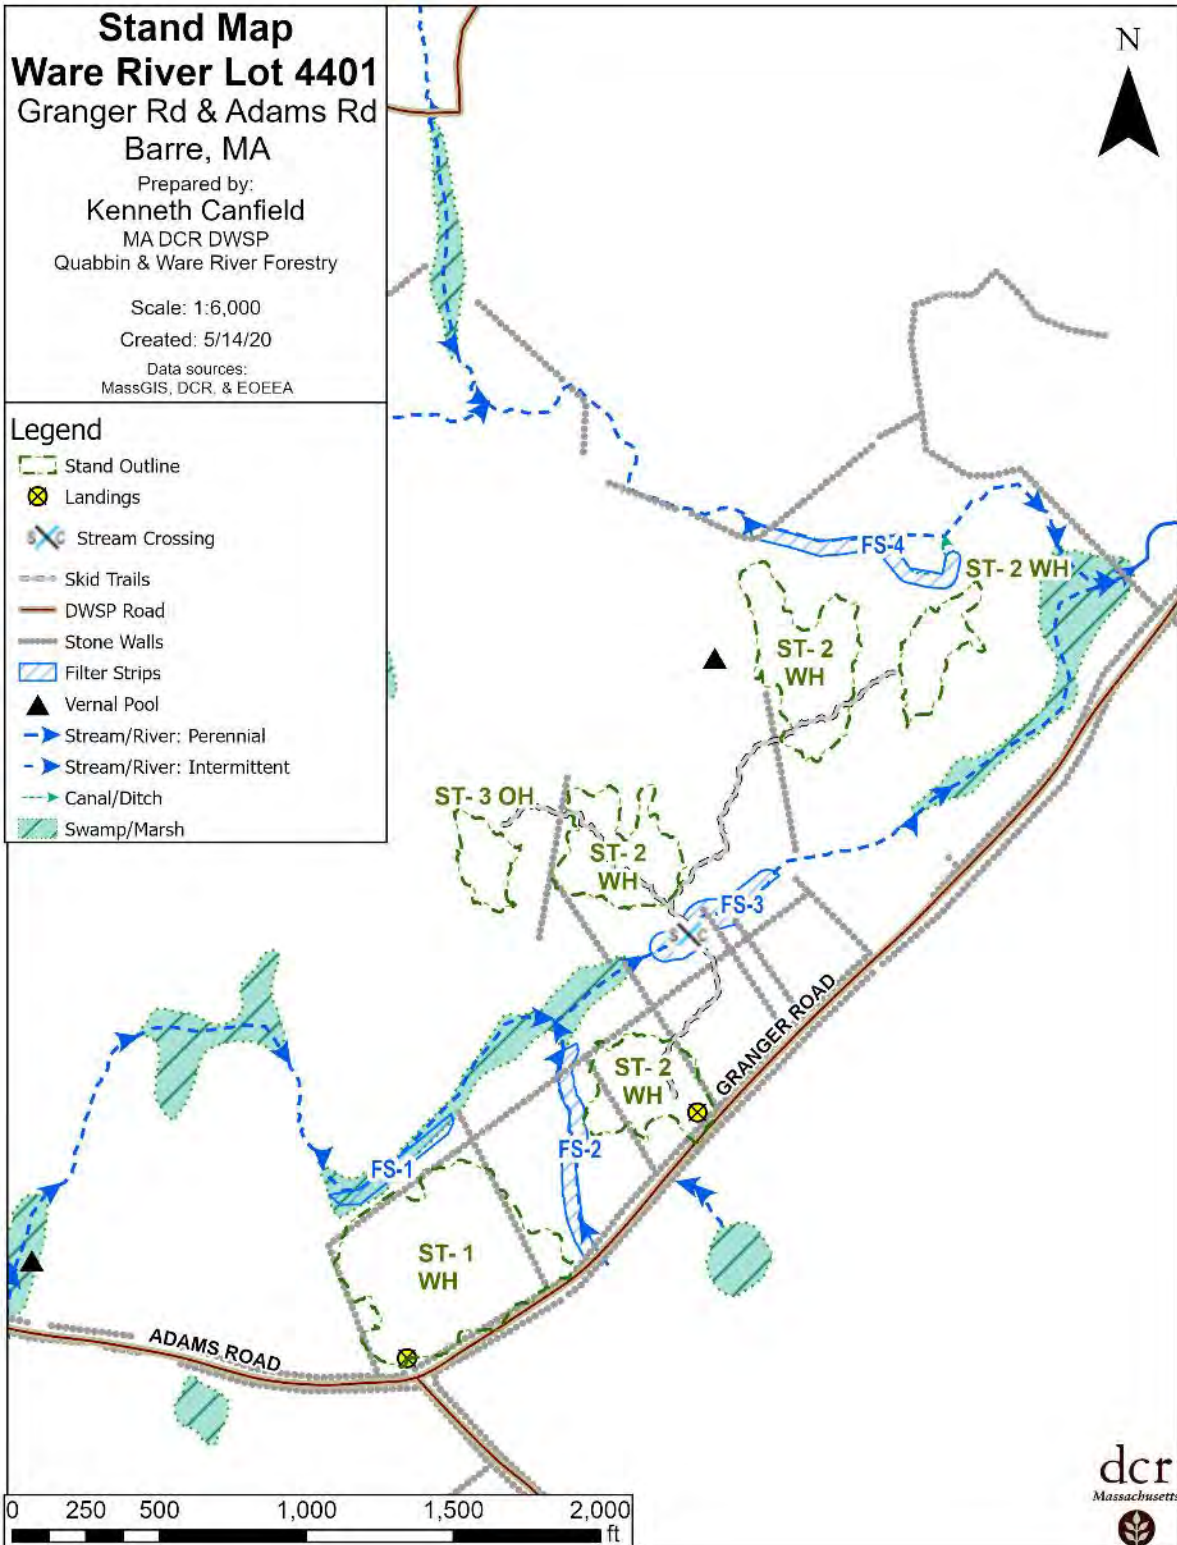 Stand Map
Ware River Lot 4401
Granger Rd & Adams Rd
Barre, MA
Prepared by:
Kenneth Canfield
MA DCR DWSP
Quabbin & Ware River Forestry
Scale: 1:6,000
Created: 5/14/20
Data sources:
MassGIS, DCR, & EOEEA
Legend
Stand Outline
Landings
S C Stream Crossing
Skid Trails
DWSP Road
Stone Walls
Filter Strips
Vernal Pool
Stream/River: Perennial
Stream/River: Intermittent
Canal/Ditch
Swamp/Marsh
N
FS-4
ST- 2 WH
ST- 2
WH
ST- 3 OH
ST- 2
WH
FS-3
S C
GRANGER ROAD
ST- 2
WH
FS-2
FS-1
ST- 1
WH
ADAMS ROAD
0 250 500 1,000 1,500 2,000
ft
dcr
Massachusetts